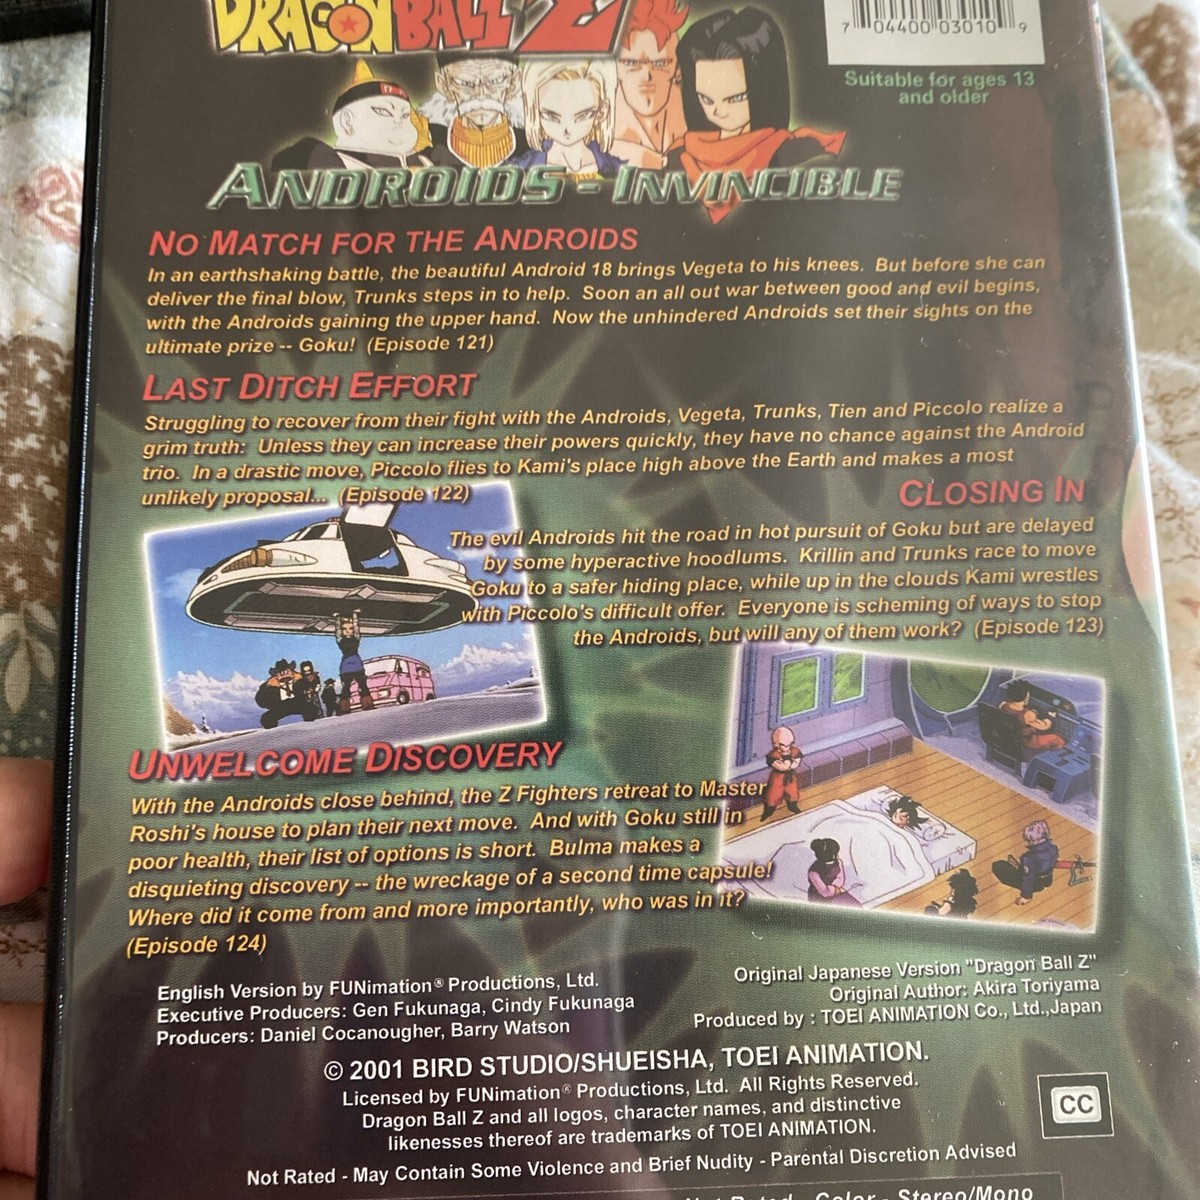 DRAGON BALL Z
7 04400 03010 9
Suitable for ages 13
and older
ANDROIDS - INVINCIBLE
NO MATCH FOR THE ANDROIDS
In an earthshaking battle, the beautiful Android 18 brings Vegeta to his knees. But before she can
deliver the final blow, Trunks steps in to help. Soon an all out war between good and evil begins,
with the Androids gaining the upper hand. Now the unhindered Androids set their sights on the
ultimate prize -- Goku! (Episode 121)
LAST DITCH EFFORT
Struggling to recover from their fight with the Androids, Vegeta, Trunks, Tien and Piccolo realize a
grim truth: Unless they can increase their powers quickly, they have no chance against the Android
trio. In a drastic move, Piccolo flies to Kami's place high above the Earth and makes a most
unlikely proposal... (Episode 122)
CLOSING IN
The evil Androids hit the road in hot pursuit of Goku but are delayed
by some hyperactive hoodlums. Krillin and Trunks race to move
Goku to a safer hiding place, while up in the clouds Kami wrestles
with Piccolo's difficult offer. Everyone is scheming of ways to stop
the Androids, but will any of them work? (Episode 123)
UNWELCOME DISCOVERY
With the Androids close behind, the Z Fighters retreat to Master
Roshi's house to plan their next move. And with Goku still in
poor health, their list of options is short. Bulma makes a
disquieting discovery -- the wreckage of a second time capsule!
Where did it come from and more importantly, who was in it?
(Episode 124)
English Version by FUNimation® Productions, Ltd.
Executive Producers: Gen Fukunaga, Cindy Fukunaga
Producers: Daniel Cocanougher, Barry Watson
Original Japanese Version "Dragon Ball Z"
Original Author: Akira Toriyama
Produced by : TOEI ANIMATION Co., Ltd.,Japan
© 2001 BIRD STUDIO/SHUEISHA, TOEI ANIMATION.
Licensed by FUNimation® Productions, Ltd. All Rights Reserved.
Dragon Ball Z and all logos, character names, and distinctive
likenesses thereof are trademarks of TOEI ANIMATION.
CC
Not Rated - May Contain Some Violence and Brief Nudity - Parental Discretion Advised
Not Rated - Color - Stereo/Mono